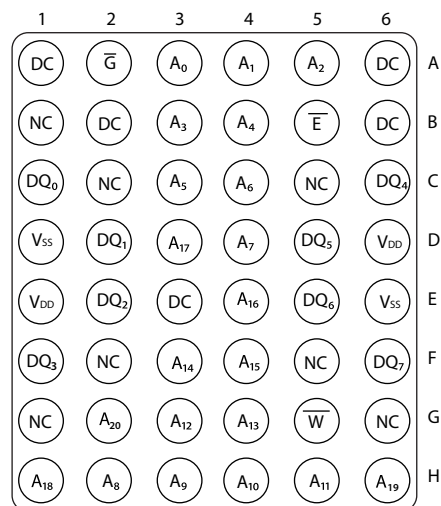 1 2 3 4 5 6
DC G̅ A₀ A₁ A₂ DC A
NC DC A₃ A₄ E̅ DC B
DQ₀ NC A₅ A₆ NC DQ₄ C
Vss DQ₁ A₁₇ A₇ DQ₅ VDD D
VDD DQ₂ DC A₁₆ DQ₆ Vss E
DQ₃ NC A₁₄ A₁₅ NC DQ₇ F
NC A₂₀ A₁₂ A₁₃ W̅ NC G
A₁₈ A₈ A₉ A₁₀ A₁₁ A₁₉ H